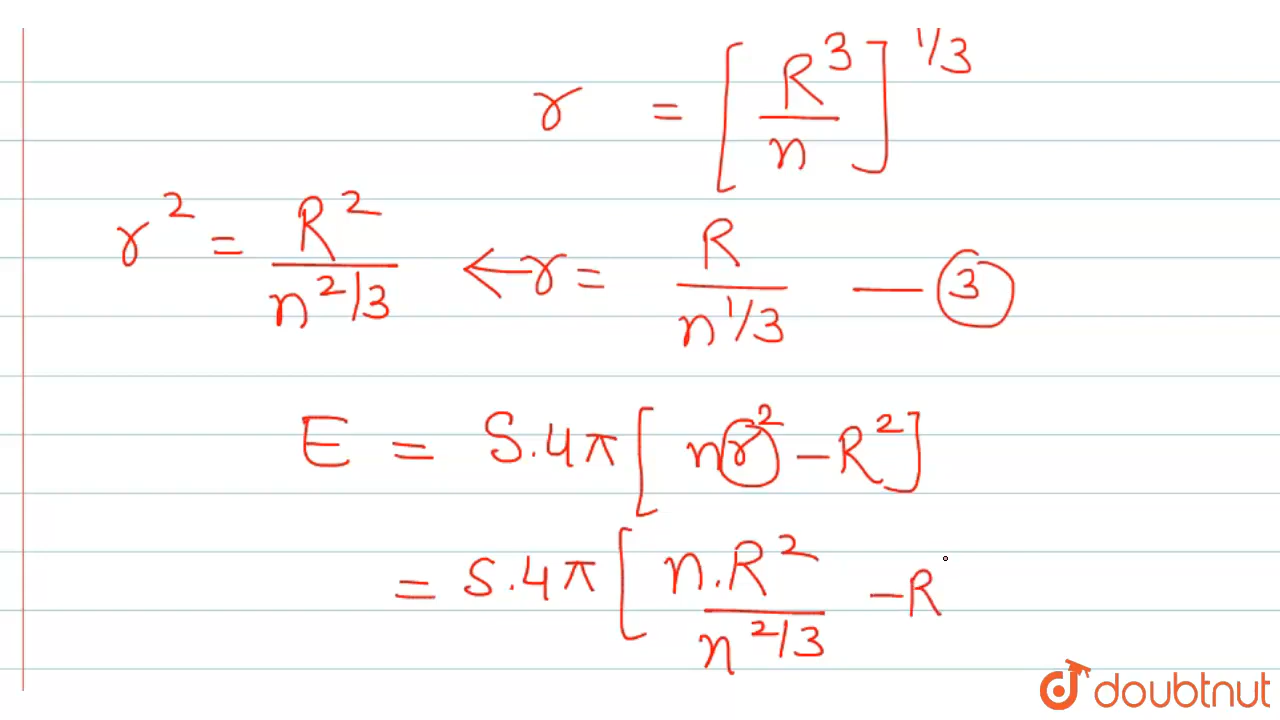 r = [R³/n]^1/3
r² = R²/n^2/3 ← r = R/n^1/3 — ③
E = S.4π[nr² – R²]
= S.4π[n.R²/n^2/3 – R
doubtnut